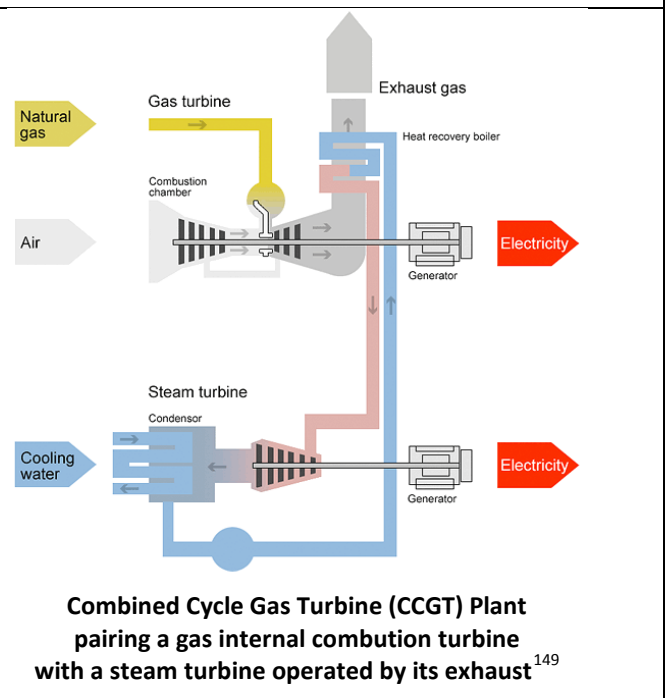 Exhaust gas
Gas turbine
Natural
gas
Heat recovery boiler
Combustion
chamber
Air
Electricity
Generator
Steam turbine
Condensor
Cooling
water
Electricity
Generator
Combined Cycle Gas Turbine (CCGT) Plant
pairing a gas internal combution turbine
with a steam turbine operated by its exhaust149